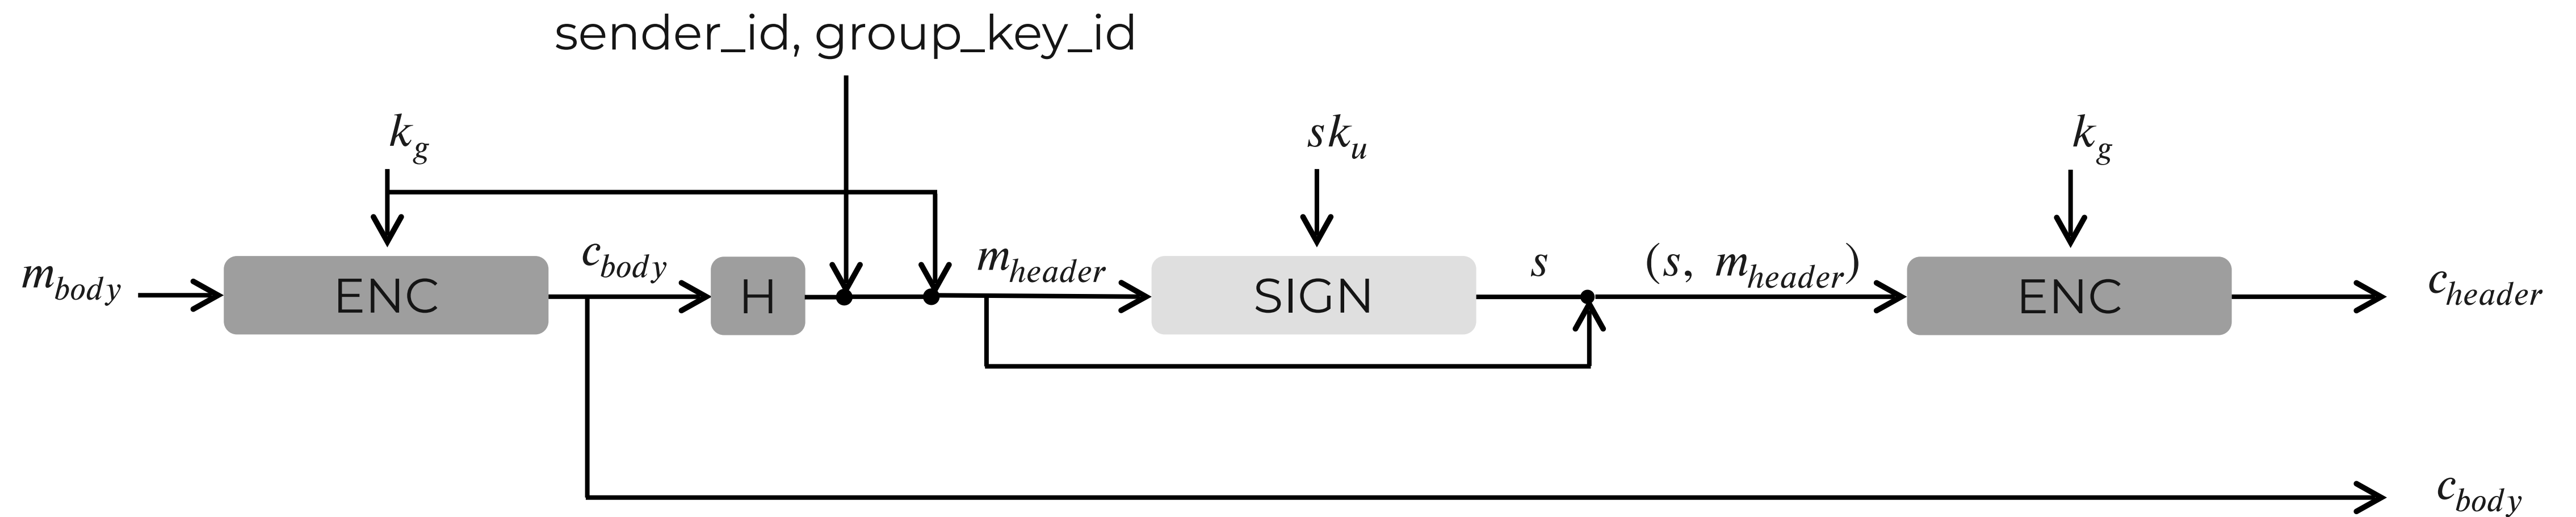 sender_id, group_key_id
k_g
sk_u
k_g
m_body
ENC
c_body
H
m_header
SIGN
s
(s, m_header)
ENC
c_header
c_body